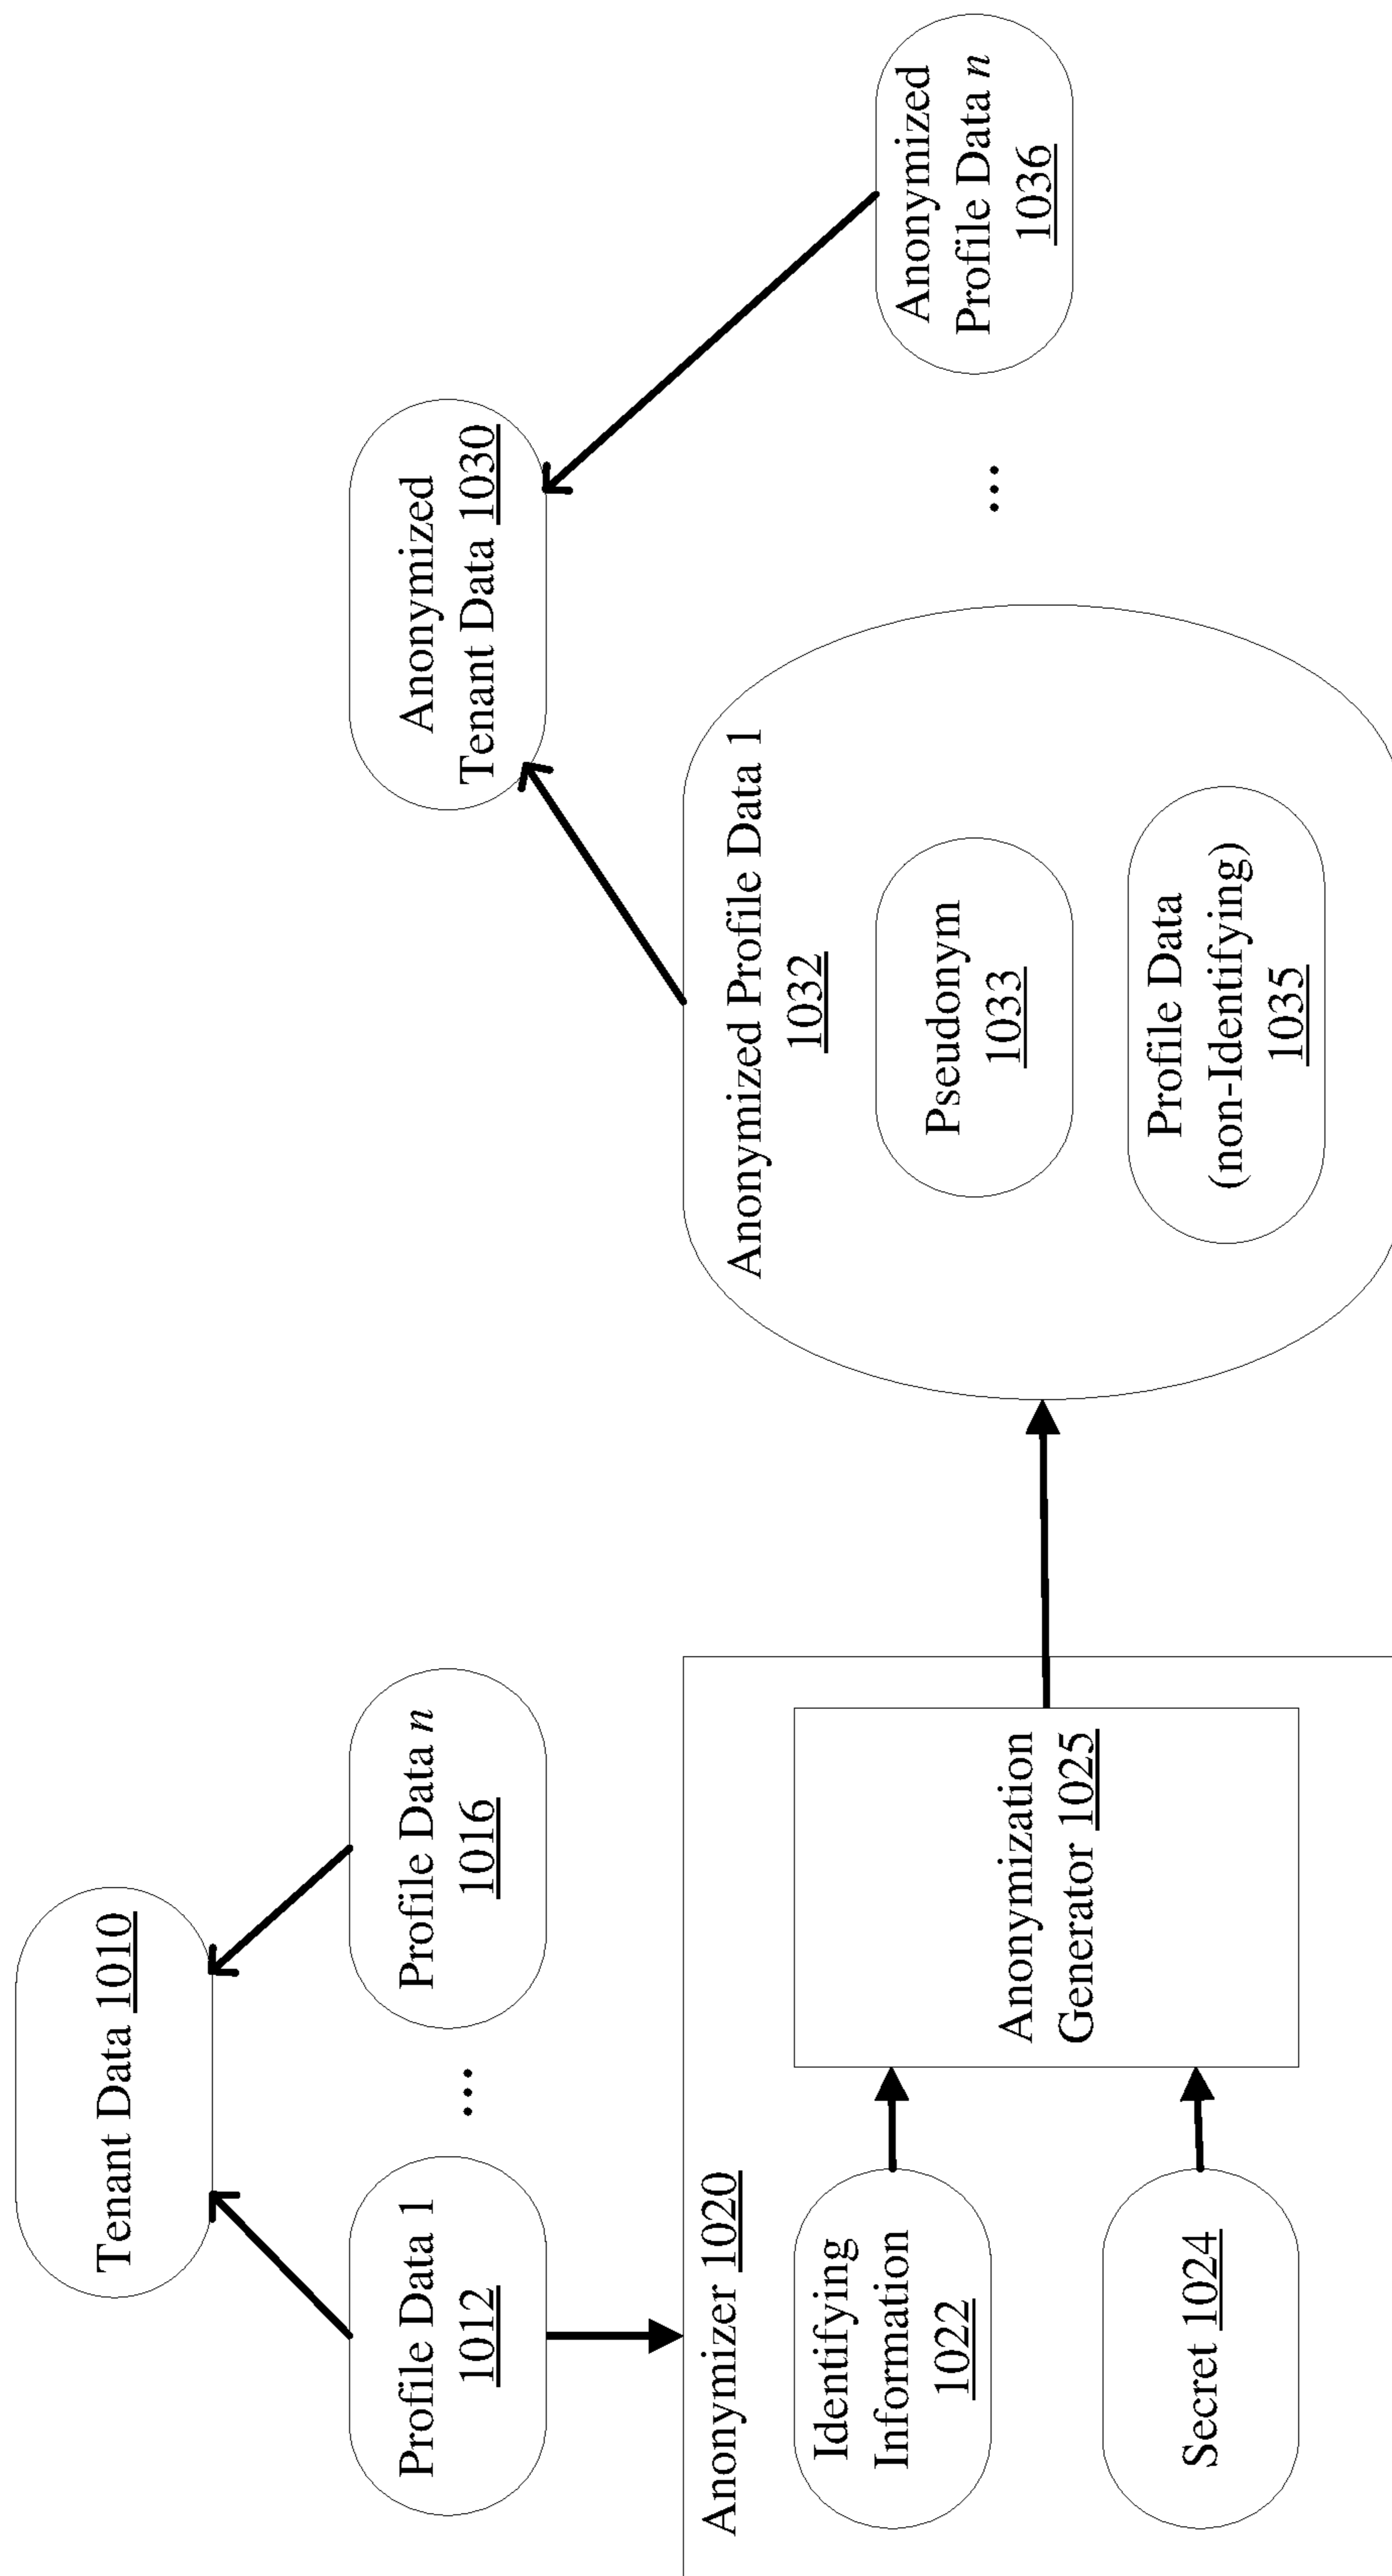 Tenant Data 1010
Profile Data 1
1012
...
Profile Data n
1016
Anonymizer 1020
Identifying
Information
1022
Secret 1024
Anonymization
Generator 1025
Anonymized
Tenant Data 1030
Anonymized Profile Data 1
1032
Pseudonym
1033
Profile Data
(non-Identifying)
1035
...
Anonymized
Profile Data n
1036